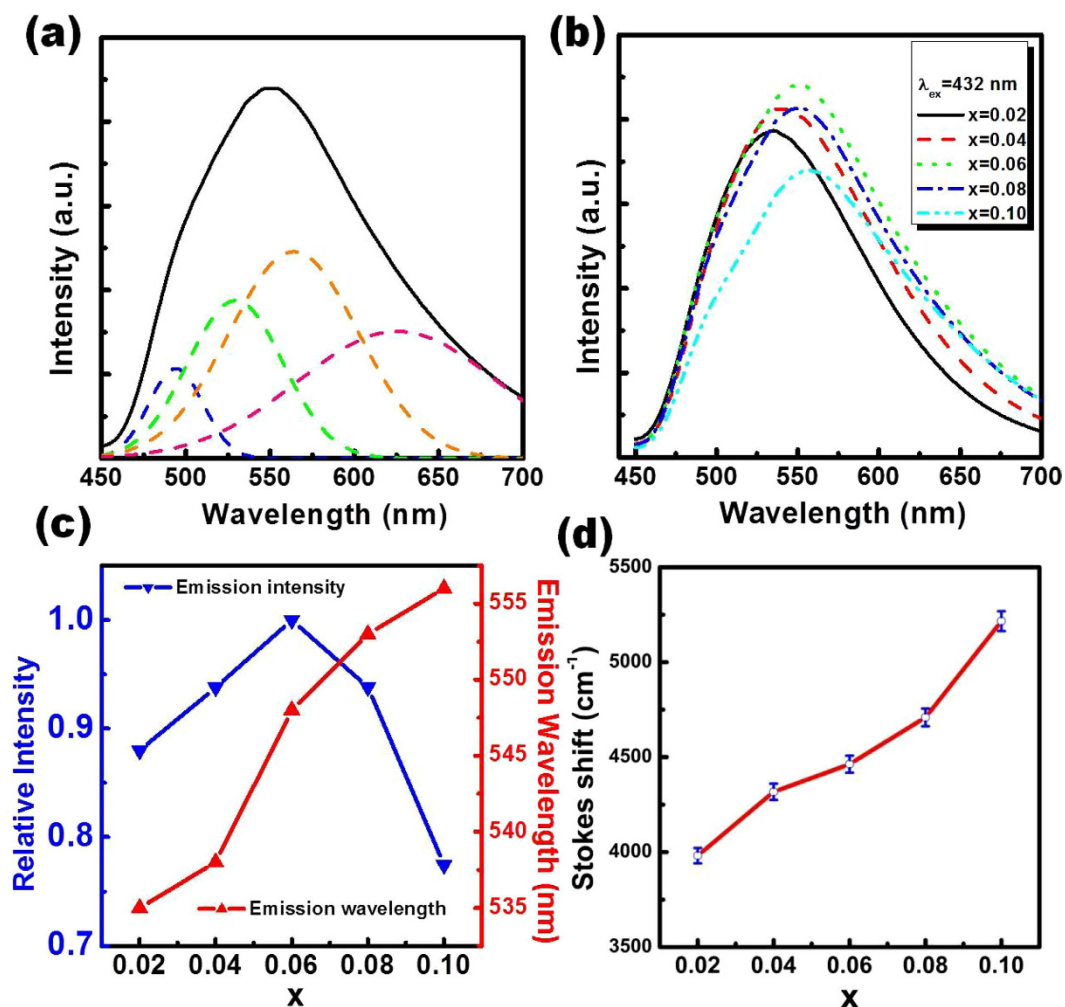 (a)
Intensity (a.u.)
450 500 550 600 650 700
Wavelength (nm)
(b)
Intensity (a.u.)
λex=432 nm
x=0.02
x=0.04
x=0.06
x=0.08
x=0.10
450 500 550 600 650 700
Wavelength (nm)
(c)
Relative Intensity
1.0
0.9
0.8
0.7
Emission intensity
Emission wavelength
555
550
545
540
535
Emission Wavelength (nm)
0.02 0.04 0.06 0.08 0.10
x
(d)
Stokes shift (cm⁻¹)
5500
5000
4500
4000
3500
0.02 0.04 0.06 0.08 0.10
x